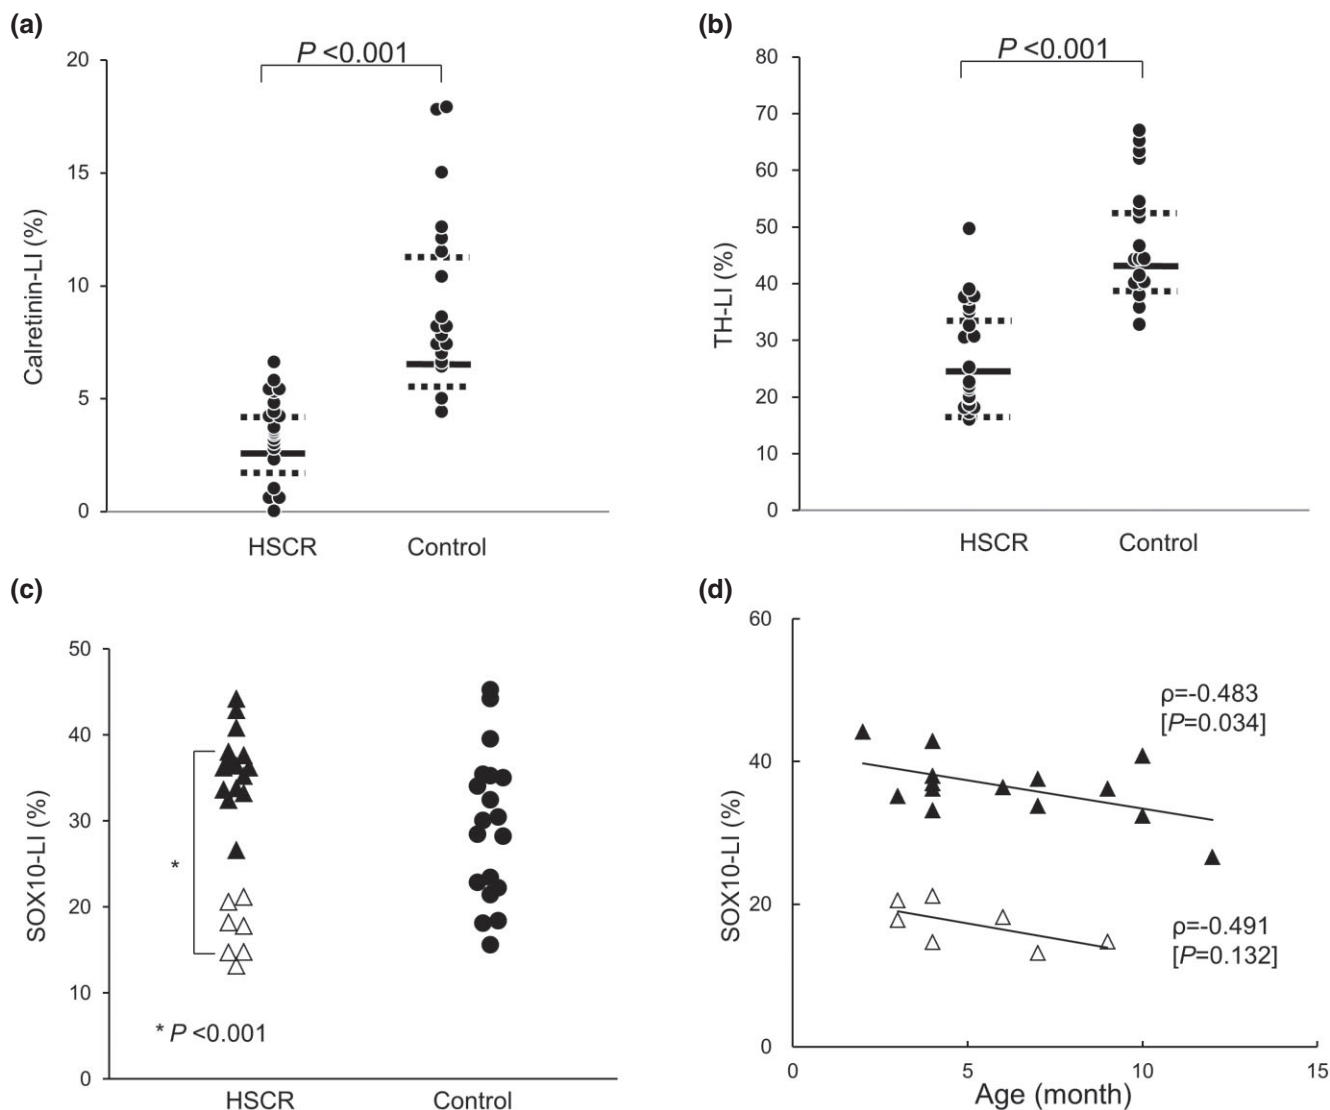 (a)
P <0.001
20
15
10
5
0
Calretinin-LI (%)
HSCR
Control
(b)
P <0.001
80
70
60
50
40
30
20
10
0
TH-LI (%)
HSCR
Control
(c)
50
40
30
20
10
0
SOX10-LI (%)
*
* P <0.001
HSCR
Control
(d)
60
40
20
0
SOX10-LI (%)
ρ=-0.483
[P=0.034]
ρ=-0.491
[P=0.132]
0
5
10
15
Age (month)